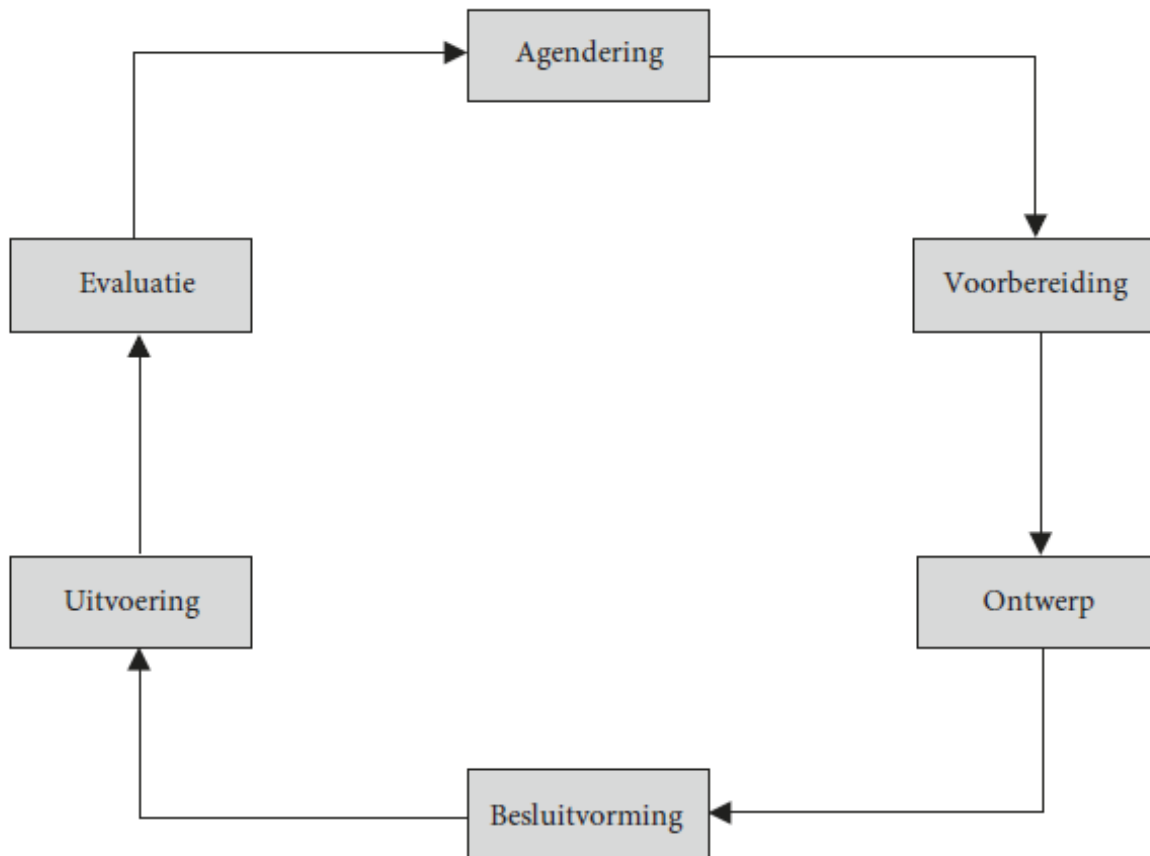 Agendering
Voorbereiding
Ontwerp
Besluitvorming
Uitvoering
Evaluatie